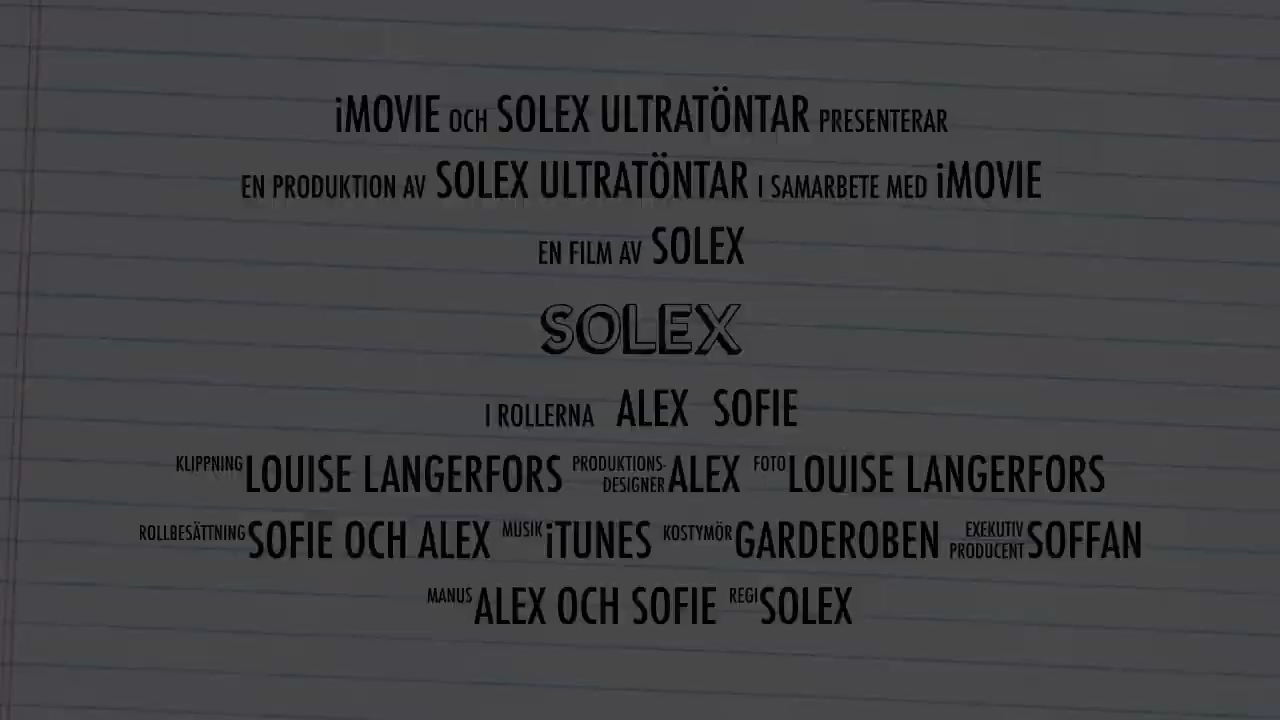 iMOVIE OCH SOLEX ULTRATÖNTAR PRESENTERAR
EN PRODUKTION AV SOLEX ULTRATÖNTAR I SAMARBETE MED iMOVIE
EN FILM AV SOLEX
SOLEX
I ROLLERNA ALEX SOFIE
KLIPPNING LOUISE LANGERFORS PRODUKTIONS-DESIGNER ALEX FOTO LOUISE LANGERFORS
ROLLBESÄTTNING SOFIE OCH ALEX MUSIK iTUNES KOSTYMÖR GARDEROBEN EXEKUTIV PRODUCENT SOFFAN
MANUS ALEX OCH SOFIE REGI SOLEX